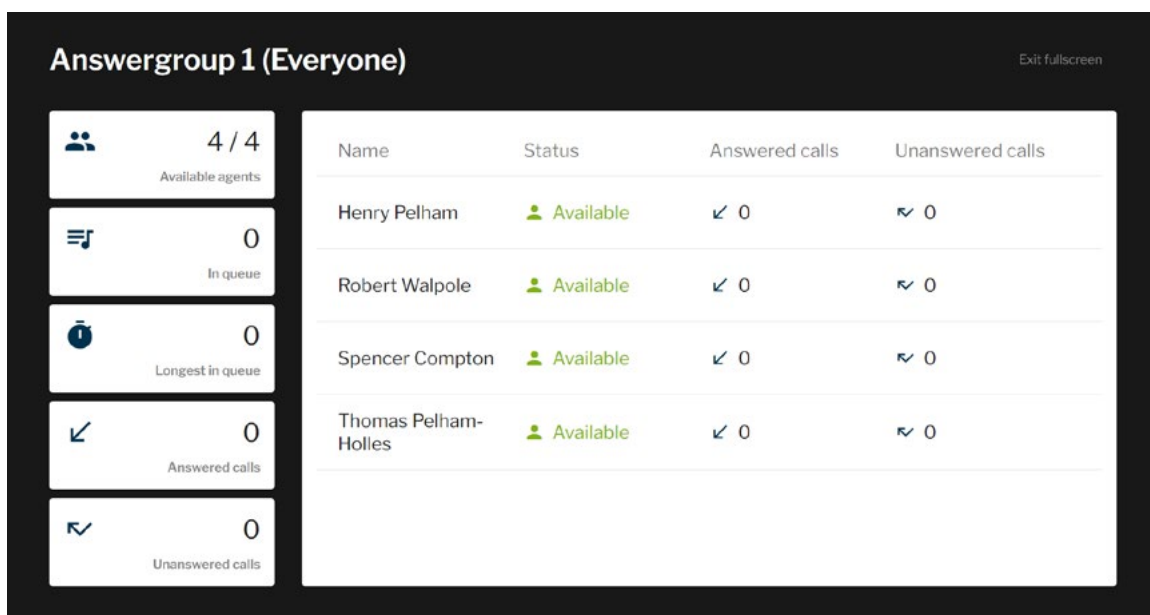 Answergroup 1 (Everyone)
Exit fullscreen
4 / 4
Available agents
0
In queue
0
Longest in queue
0
Answered calls
0
Unanswered calls
Name Status Answered calls Unanswered calls
Henry Pelham Available 0 0
Robert Walpole Available 0 0
Spencer Compton Available 0 0
Thomas Pelham-
Holles Available 0 0